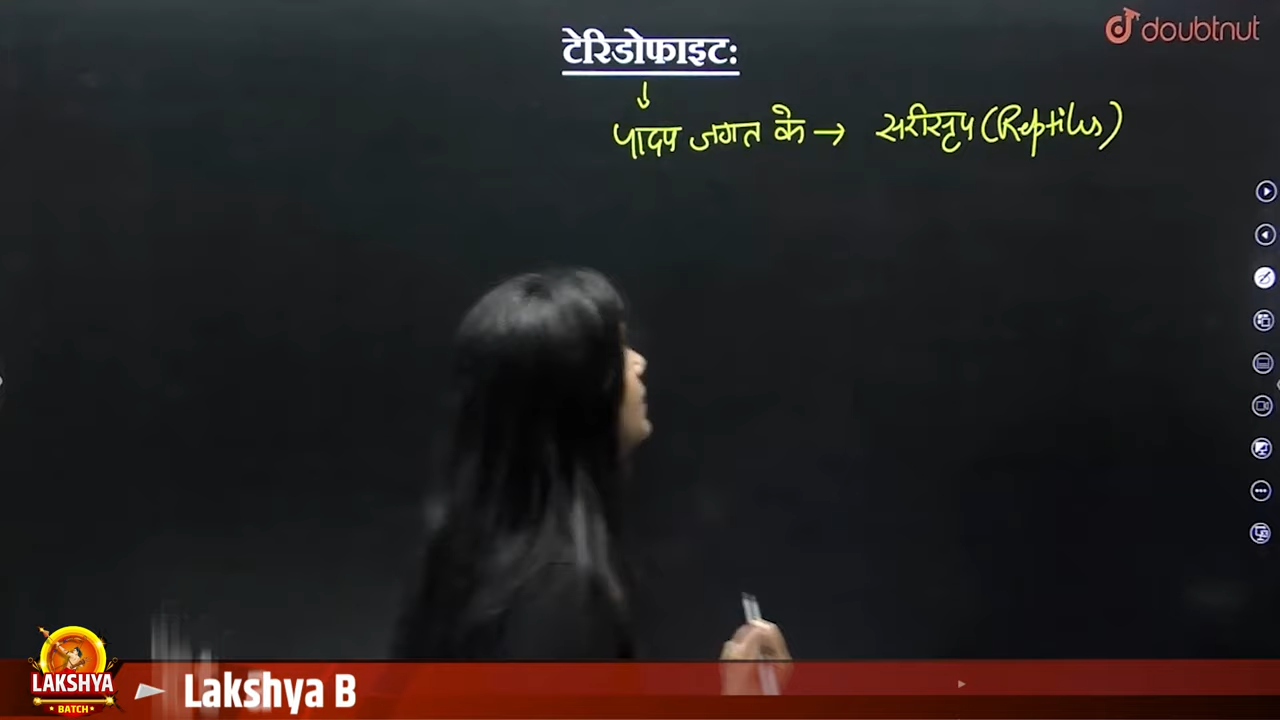 टेरिडोफाइट:
doubtnut
पादप जगत के → सरीसृप (Reptiles)
LAKSHYA
BATCH
Lakshya B